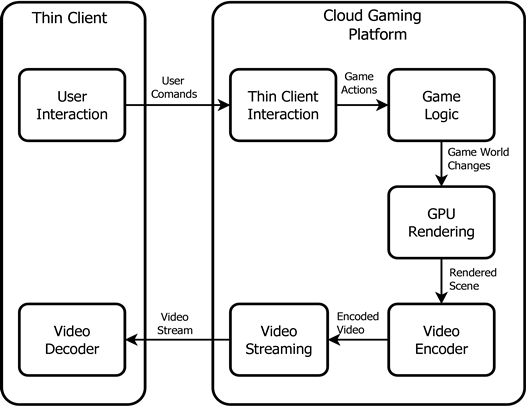 Thin Client
Cloud Gaming
Platform
User
Interaction
User
Comands
Thin Client
Interaction
Game
Actions
Game
Logic
Game World
Changes
GPU
Rendering
Rendered
Scene
Video
Decoder
Video
Stream
Video
Streaming
Encoded
Video
Video
Encoder